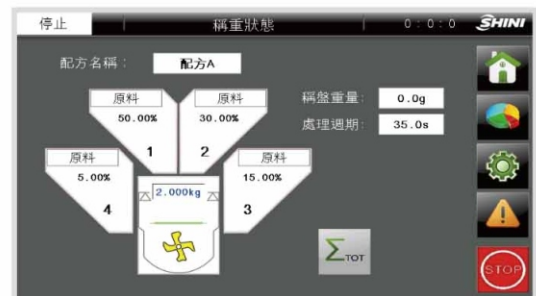 停止 稱重狀態 0:0:0 SHINI
配方名稱： 配方A
原料 原料 稱盤重量: 0.0g
50.00% 30.00% 處理週期: 35.0s
1 2
原料 原料
5.00% 15.00%
2.000kg
4 3
ΣTOT
STOP